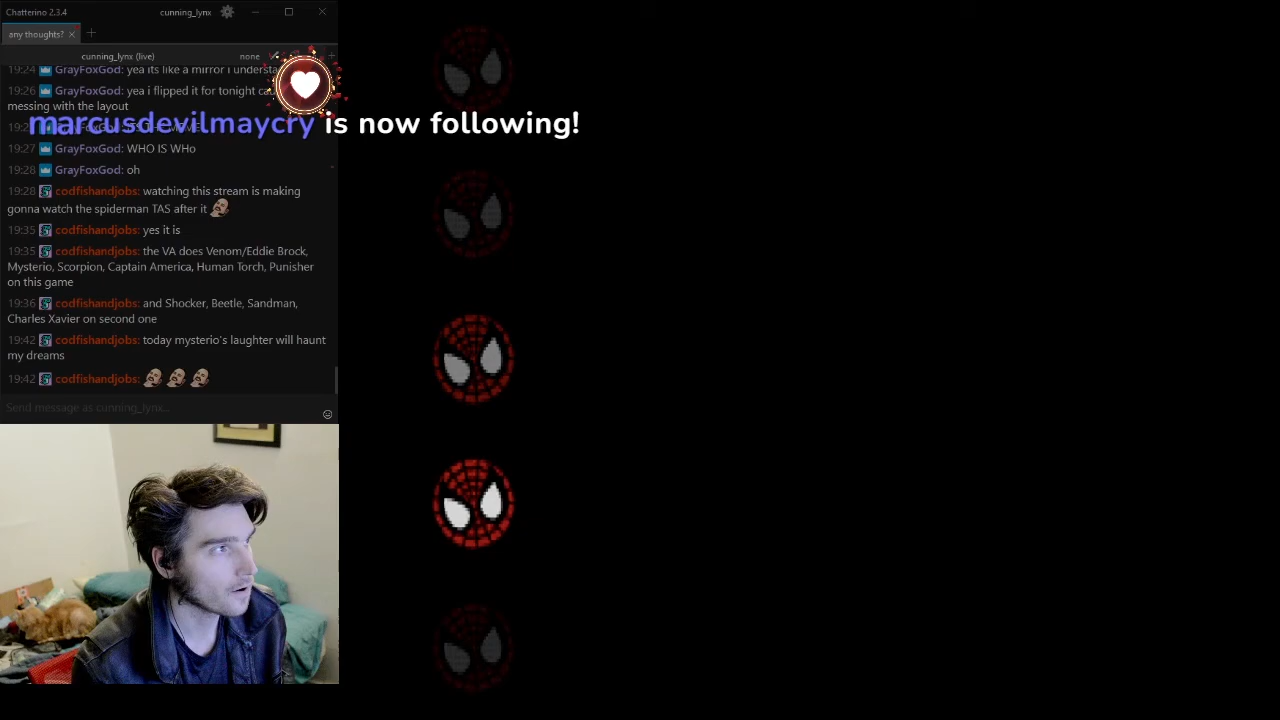 Chatterino 2.3.4
cunning_lynx
any thoughts?
cunning_lynx (live)
none
19:24 GrayFoxGod: yea its like a mirror i understa
19:26 GrayFoxGod: yea i flipped it for tonight
messing with the layout
marcusdevilmaycry is now following!
19:27 GrayFoxGod: WHO IS WHo
19:28 GrayFoxGod: oh
19:28 codfishandjobs: watching this stream is making
gonna watch the spiderman TAS after it
19:35 codfishandjobs: yes it is
19:35 codfishandjobs: the VA does Venom/Eddie Brock,
Mysterio, Scorpion, Captain America, Human Torch, Punisher
on this game
19:36 codfishandjobs: and Shocker, Beetle, Sandman,
Charles Xavier on second one
19:42 codfishandjobs: today mysterio's laughter will haunt
my dreams
19:42 codfishandjobs:
Send message as cunning_lynx...